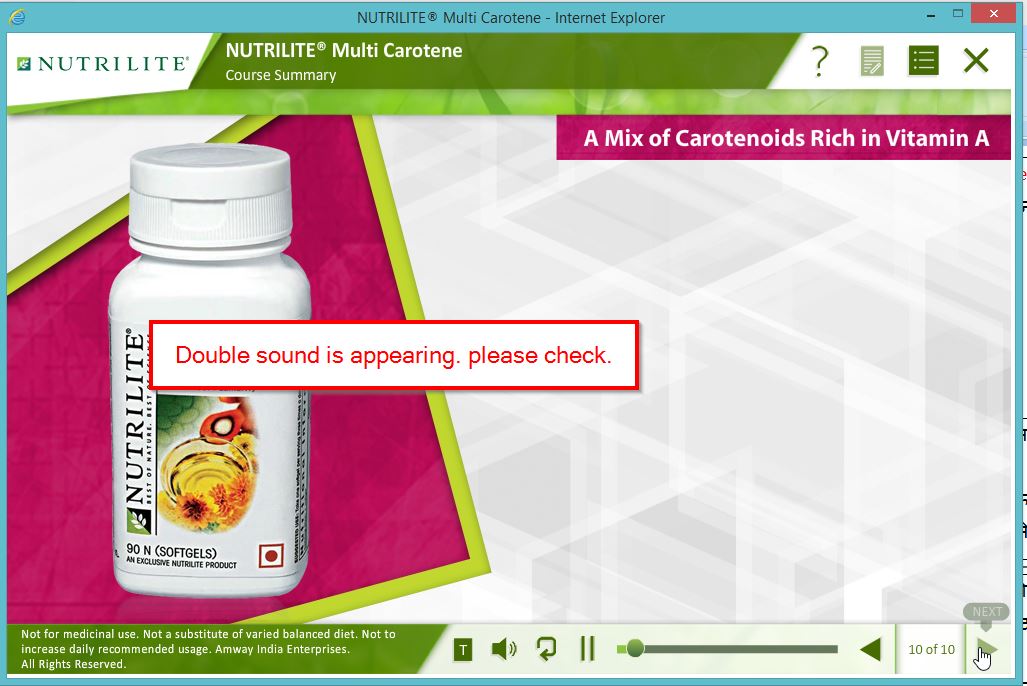 NUTRILITE® Multi Carotene - Internet Explorer
NUTRILITE®
NUTRILITE® Multi Carotene
Course Summary
?
A Mix of Carotenoids Rich in Vitamin A
Double sound is appearing. please check.
NUTRILITE®
BEST OF NATURE. BEST OF
90 N (SOFTGELS)
AN EXCLUSIVE NUTRILITE PRODUCT
NEXT
Not for medicinal use. Not a substitute of varied balanced diet. Not to
increase daily recommended usage. Amway India Enterprises.
All Rights Reserved.
T
10 of 10